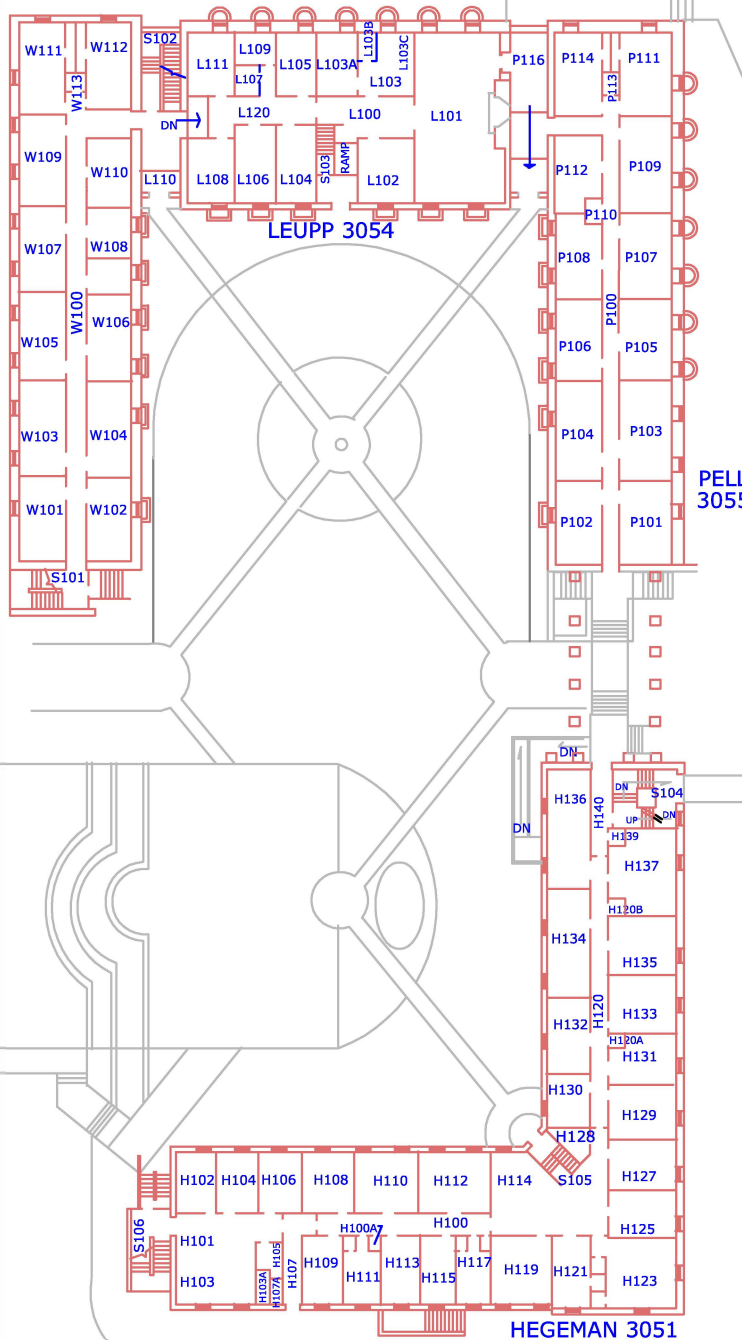 W111
W112
S102
W113
W109
W110
W107
W108
W100
W105
W106
W103
W104
W101
W102
S101
DN
L110
L111
L109
L107
L105
L103A
L103B
L103C
L103
L120
L100
L101
L108
L106
L104
S103
RAMP
L102
LEUPP 3054
P116
P114
P113
P111
P112
P109
P110
P108
P107
P100
P106
P105
P104
P103
P102
P101
PELL
3055
DN
DN
H136
H140
DN
S104
UP
DN
H139
H137
H120B
H134
H135
H120
H133
H132
H120A
H131
H130
H129
H128
H127
S105
H125
H123
H102
H104
H106
H108
H110
H112
H114
H100A
H100
S106
H101
H103
H105
H103A
H107A
H107
H109
H111
H113
H115
H117
H119
H121
HEGEMAN 3051